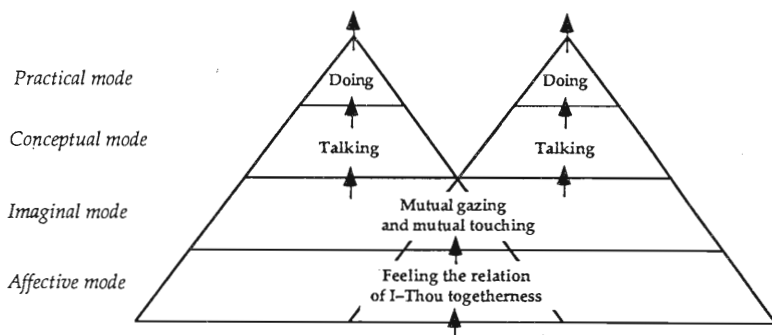 Practical mode
Doing
Doing
Conceptual mode
Talking
Talking
Imaginal mode
Mutual gazing
and mutual touching
Affective mode
Feeling the relation
of I–Thou togetherness